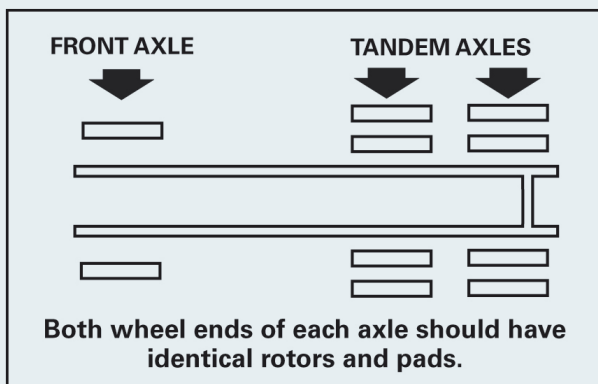 FRONT AXLE
TANDEM AXLES
Both wheel ends of each axle should have
identical rotors and pads.